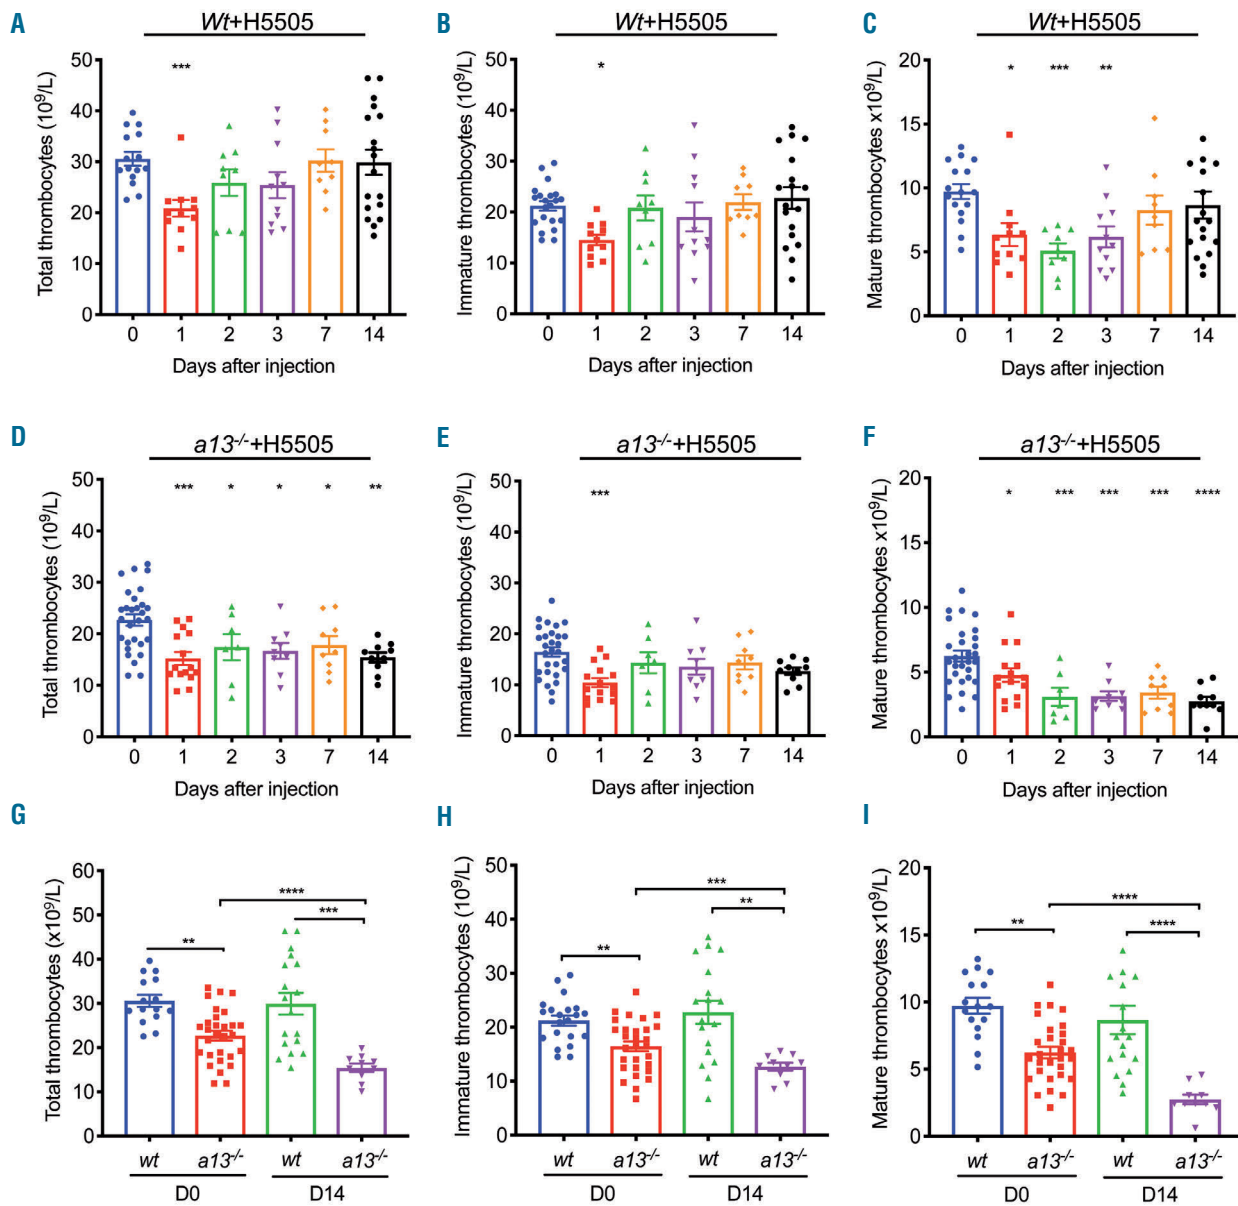 A
Wt+H5505
Total thrombocytes (10⁹/L)
50
40
30
20
10
0
***
0 1 2 3 7 14
Days after injection
B
Wt+H5505
Immature thrombocytes (10⁹/L)
50
40
30
20
10
0
*
0 1 2 3 7 14
Days after injection
C
Wt+H5505
Mature thrombocytes x10⁹/L)
20
15
10
5
0
* *** **
0 1 2 3 7 14
Days after injection
D
a13⁻/⁻+H5505
Total thrombocytes (10⁹/L)
50
40
30
20
10
0
*** * * * **
0 1 2 3 7 14
Days after injection
E
a13⁻/⁻+H5505
Immature thrombocytes (10⁹/L)
50
40
30
20
10
0
***
0 1 2 3 7 14
Days after injection
F
a13⁻/⁻+H5505
Mature thrombocytes x10⁹/L)
20
15
10
5
0
* *** *** *** ****
0 1 2 3 7 14
Days after injection
G
Total thrombocytes (x10⁹/L)
60
50
40
30
20
10
0
****
***
**
wt a13⁻/⁻ wt a13⁻/⁻
D0 D14
H
Immature thrombocytes (10⁹/L)
50
40
30
20
10
0
***
**
**
wt a13⁻/⁻ wt a13⁻/⁻
D0 D14
I
Mature thrombocytes x10⁹/L)
20
15
10
5
0
****
** ****
wt a13⁻/⁻ wt a13⁻/⁻
D0 D14